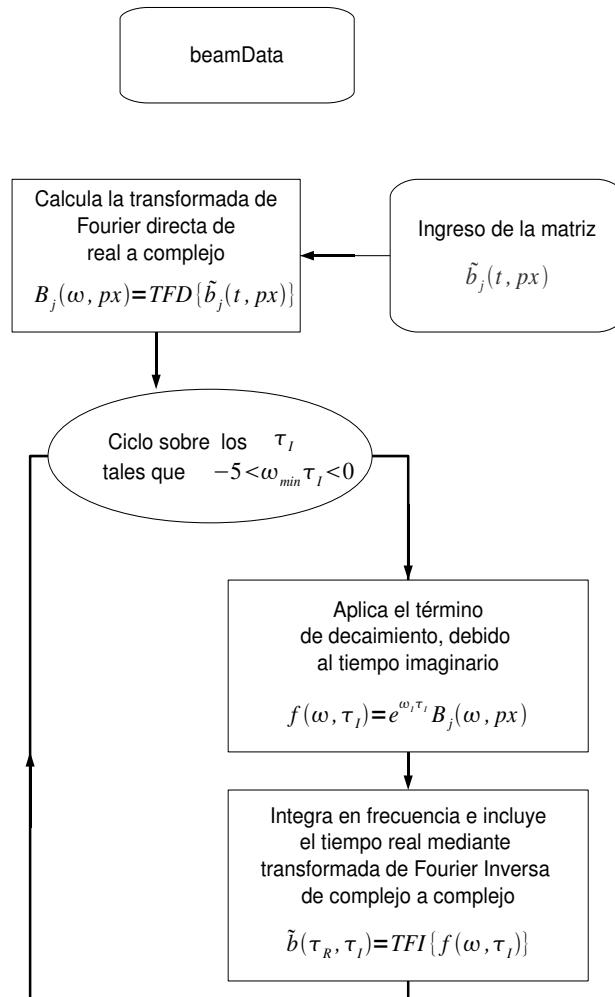 beamData
Calcula la transformada de
Fourier directa de
real a complejo
B_j(ω, px)=TFD{b̃_j(t, px)}
Ingreso de la matriz
b̃_j(t, px)
Ciclo sobre los τ_I
tales que −5<ω_min τ_I<0
Aplica el término
de decaimiento, debido
al tiempo imaginario
f(ω, τ_I)=e^{ω_I τ_I} B_j(ω, px)
Integra en frecuencia e incluye
el tiempo real mediante
transformada de Fourier Inversa
de complejo a complejo
b̃(τ_R, τ_I)=TFI{f(ω, τ_I)}